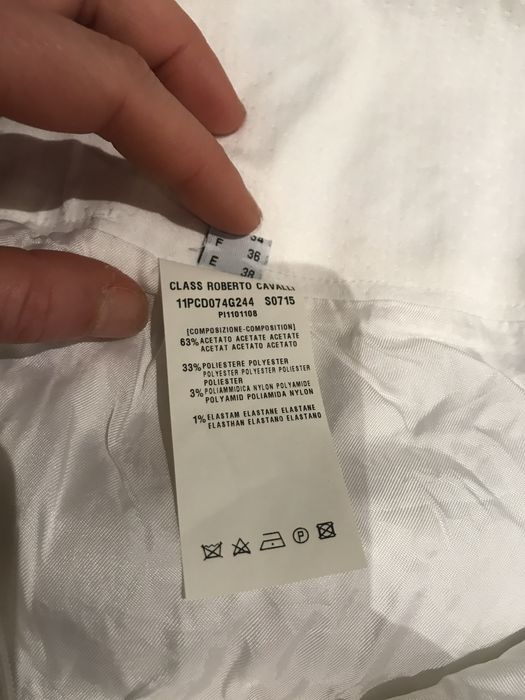 34
F 36
E 38
CLASS ROBERTO CAVALLI
11PCD074G244 S0715
PI1101108
[COMPOSIZIONE-COMPOSITION]
63% ACETATO ACETATE ACETATE
ACETAT ACETATO ACETATO
33% POLIESTERE POLYESTER
POLYESTER POLYESTER POLIESTER
POLIESTER
3% POLIAMMIDICA NYLON POLYAMIDE
POLYAMID POLIAMIDA NYLON
1% ELASTAM ELASTANE ELASTANE
ELASTHAN ELASTANO ELASTANO
P